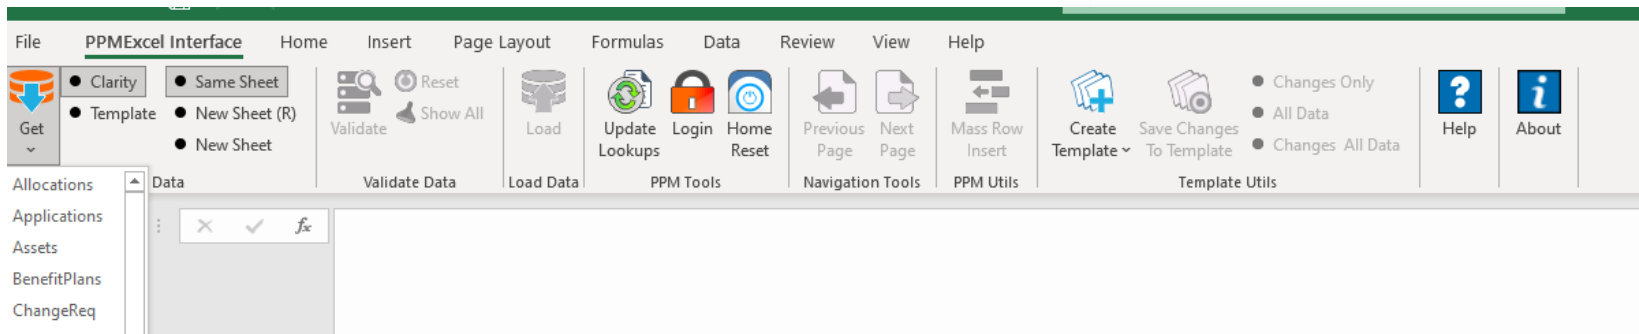 File PPMExcel Interface Home Insert Page Layout Formulas Data Review View Help
Clarity Same Sheet Reset Changes Only
Template New Sheet (R) Show All All Data
Get Validate Load Update Login Home Previous Next Mass Row Create Save Changes Help About
New Sheet Lookups Reset Page Page Insert Template To Template Changes All Data
Allocations Data Validate Data Load Data PPM Tools Navigation Tools PPM Utils Template Utils
Applications fx
Assets
BenefitPlans
ChangeReq